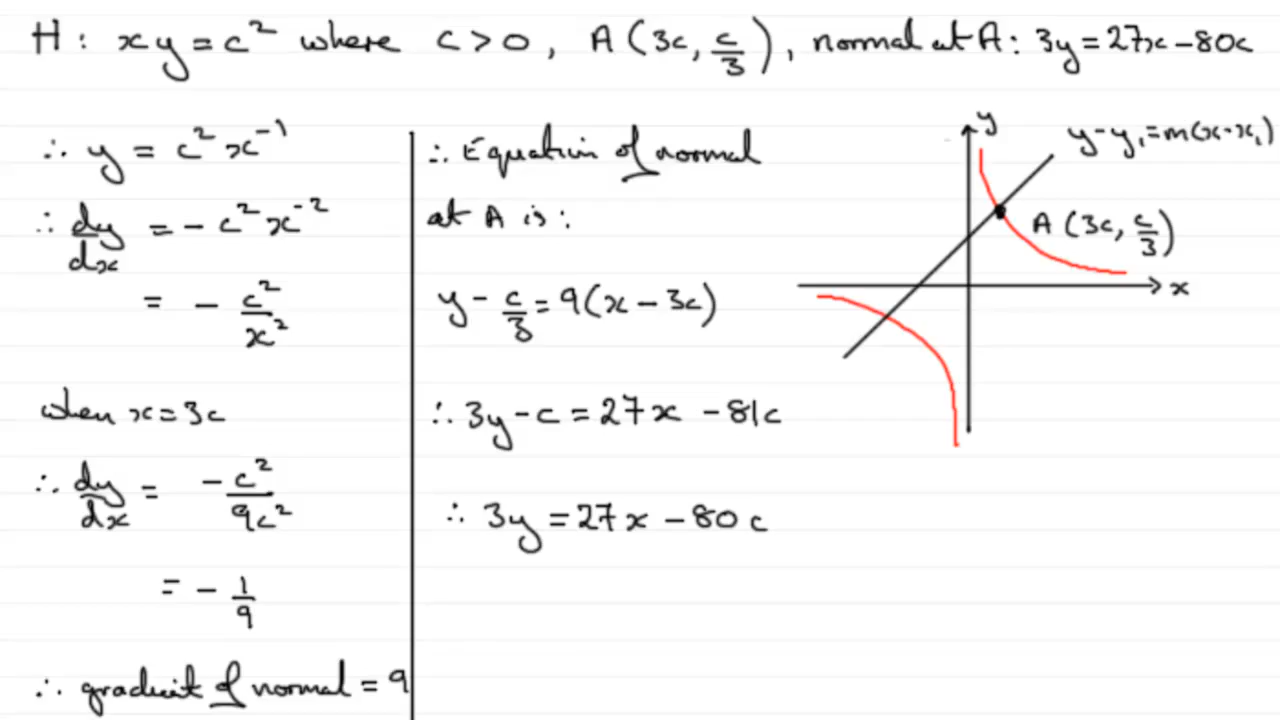 H: xy = c² where c > 0, A(3c, c/3), normal at A: 3y = 27x - 80c
∴ y = c²x⁻¹
∴ dy/dx = - c²x⁻²
= - c²/x²
when x = 3c
∴ dy/dx = -c²/9c²
= - 1/9
∴ gradient of normal = 9
∴ Equation of normal
at A is:
y - c/3 = 9(x - 3c)
∴ 3y - c = 27x - 81c
∴ 3y = 27x - 80c
y
y-y₁=m(x-x₁)
A(3c, c/3)
x